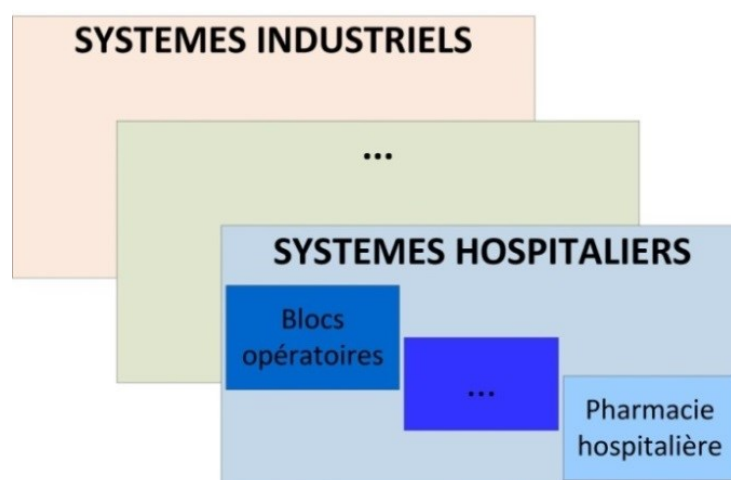 SYSTEMES INDUSTRIELS
...
SYSTEMES HOSPITALIERS
Blocs
opératoires
...
Pharmacie
hospitalière